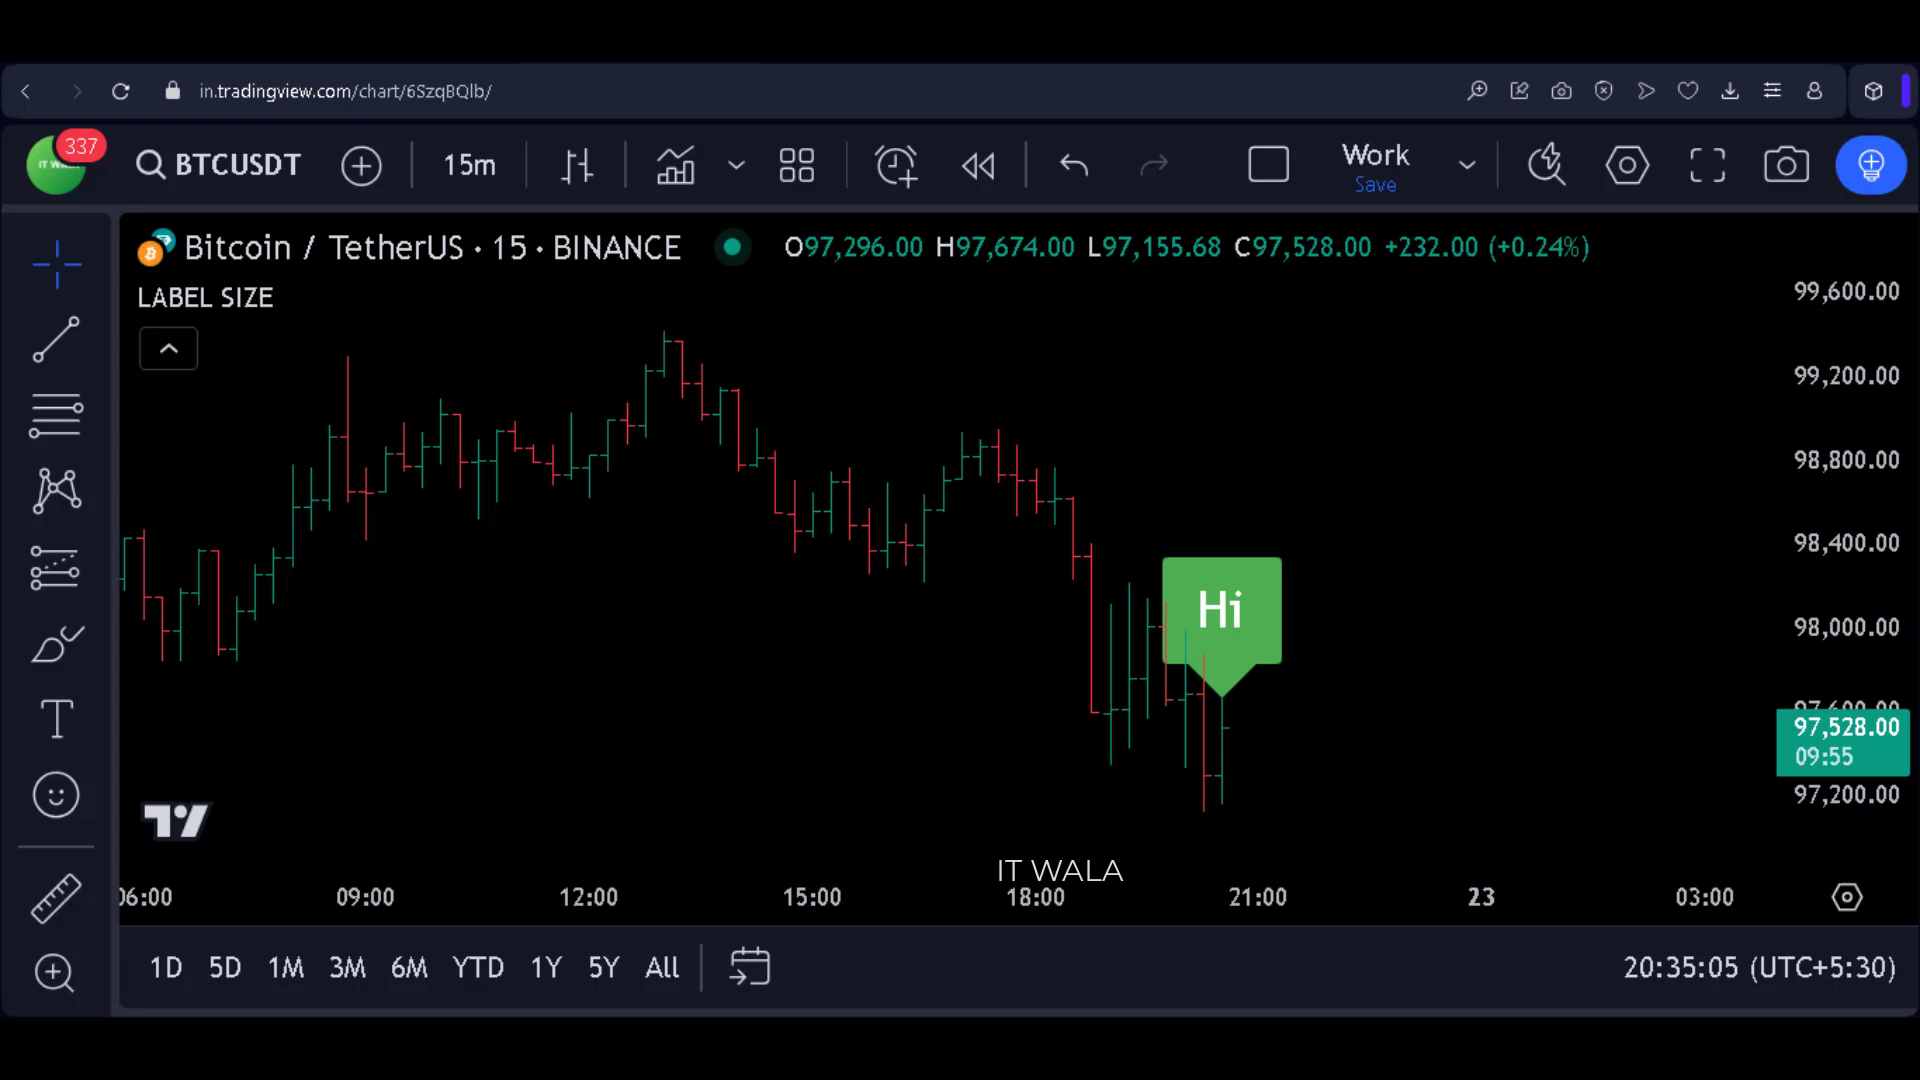 in.tradingview.com/chart/6SzqBQlb/
337
BTCUSDT
15m
Work
Save
Bitcoin / TetherUS · 15 · BINANCE
O97,296.00 H97,674.00 L97,155.68 C97,528.00 +232.00 (+0.24%)
LABEL SIZE
99,600.00
99,200.00
98,800.00
98,400.00
Hi
98,000.00
97,600.00
97,528.00
09:55
97,200.00
IT WALA
06:00 09:00 12:00 15:00 18:00 21:00 23 03:00
1D 5D 1M 3M 6M YTD 1Y 5Y All
20:35:05 (UTC+5:30)